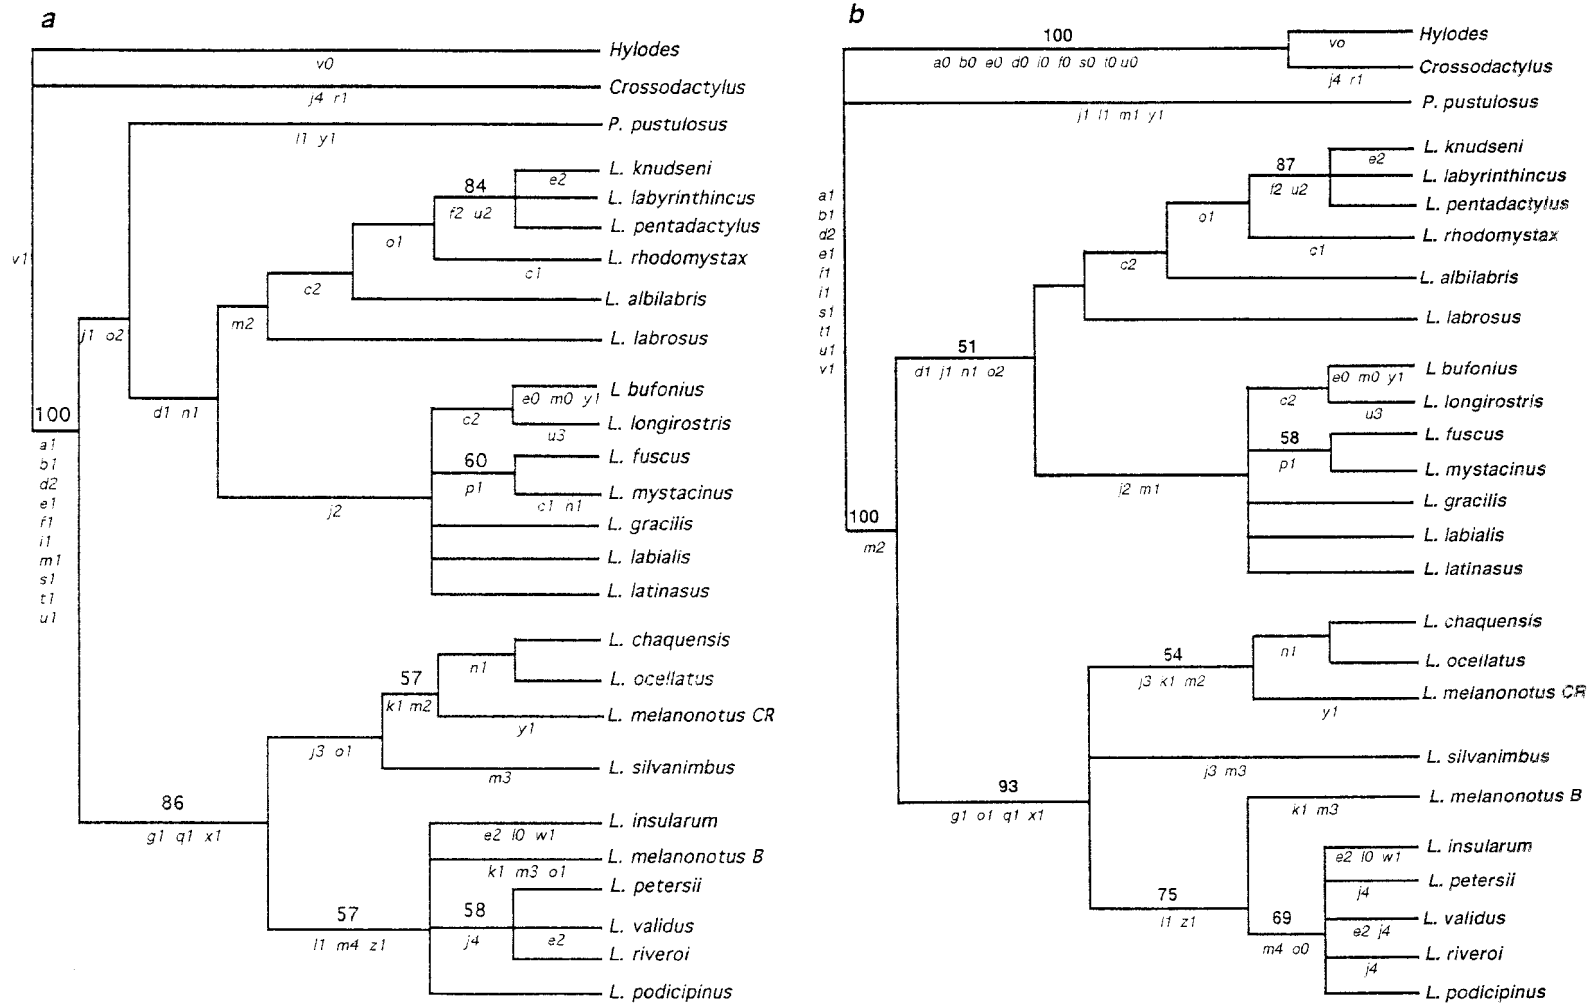 a
Hylodes
v0
Crossodactylus
j4 r1
P. pustulosus
l1 y1
L. knudseni
84
e2
L. labyrinthincus
f2 u2
L. pentadactylus
o1
L. rhodomystax
v1
c1
c2
L. albilabris
m2
j1 o2
L. labrosus
L bufonius
e0 m0 y1
100
d1 n1
c2
L. longirostris
u3
a1
b1
d2
e1
f1
i1
m1
s1
t1
u1
60
L. fuscus
p1
L. mystacinus
c1 n1
j2
L. gracilis
L. labialis
L. latinasus
L. chaquensis
n1
57
L. ocellatus
k1 m2
L. melanonotus CR
y1
j3 o1
L. silvanimbus
m3
86
g1 q1 x1
L. insularum
e2 l0 w1
L. melanonotus B
k1 m3 o1
L. petersii
57
58
l1 m4 z1
j4
L. validus
e2
L. riveroi
L. podicipinus
b
100
Hylodes
vo
a0 b0 e0 d0 i0 f0 s0 t0 u0
Crossodactylus
j4 r1
P. pustulosus
j1 l1 m1 y1
L. knudseni
87
e2
L. labyrinthincus
f2 u2
a1
b1
d2
e1
f1
i1
s1
t1
u1
v1
L. pentadactylus
o1
L. rhodomystax
c1
c2
L. albilabris
L. labrosus
51
d1 j1 n1 o2
L bufonius
e0 m0 y1
c2
L. longirostris
u3
58
L. fuscus
p1
L. mystacinus
j2 m1
L. gracilis
100
L. labialis
m2
L. latinasus
L. chaquensis
n1
54
L. ocellatus
j3 k1 m2
L. melanonotus CR
y1
L. silvanimbus
j3 m3
93
g1 o1 q1 x1
L. melanonotus B
k1 m3
L. insularum
e2 l0 w1
75
L. petersii
l1 z1
j4
69
L. validus
m4 o0
e2 j4
L. riveroi
j4
L. podicipinus